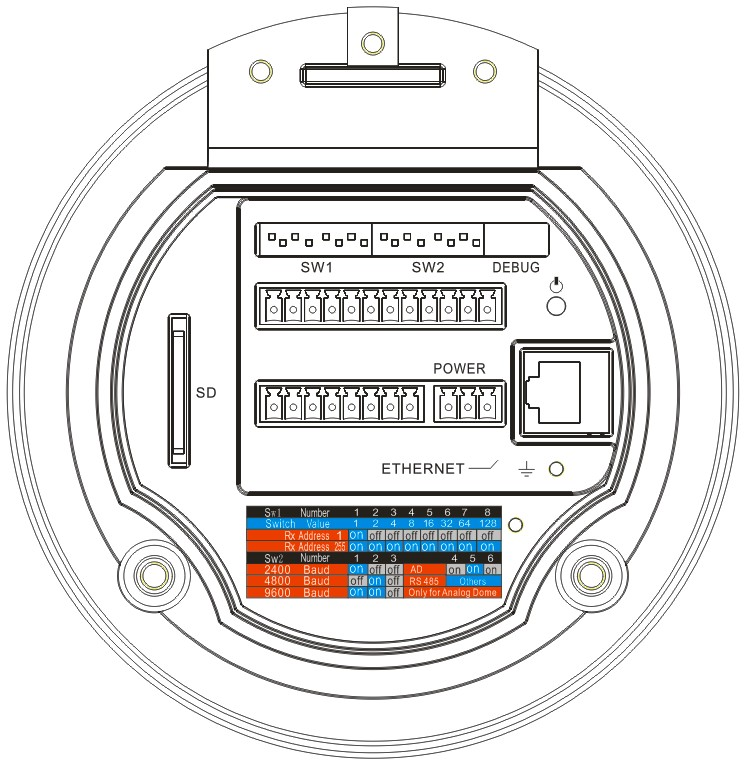 SW1 SW2 DEBUG
POWER
SD
ETHERNET
Sw1 Number 1 2 3 4 5 6 7 8
Switch Value 1 2 4 8 16 32 64 128
Rx Address 1 on off off off off off off off
Rx Address 255 on on on on on on on on
Sw2 Number 1 2 3 4 5 6
2400 Baud on off off AD on on on
4800 Baud off on off RS 485 Others
9600 Baud on on off Only for Analog Dome